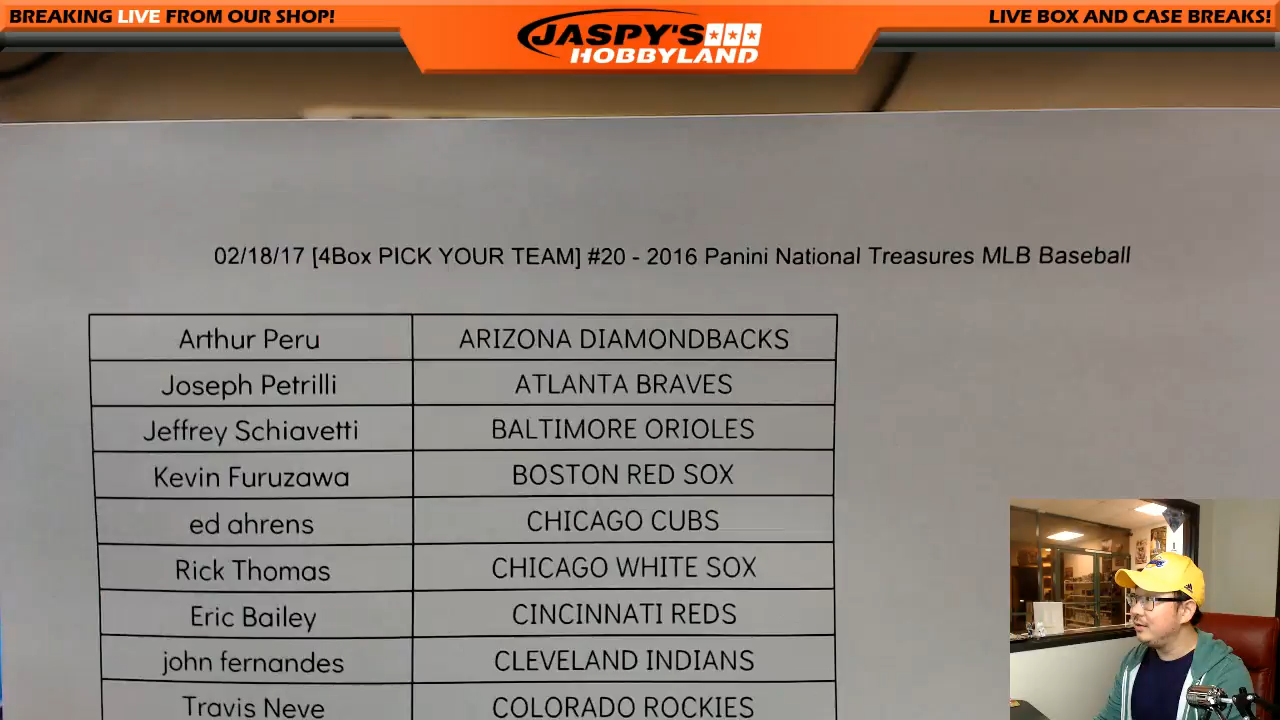 BREAKING LIVE FROM OUR SHOP!
JASPY'S
HOBBYLAND
LIVE BOX AND CASE BREAKS!
02/18/17 [4Box PICK YOUR TEAM] #20 - 2016 Panini National Treasures MLB Baseball
Arthur Peru ARIZONA DIAMONDBACKS
Joseph Petrilli ATLANTA BRAVES
Jeffrey Schiavetti BALTIMORE ORIOLES
Kevin Furuzawa BOSTON RED SOX
ed ahrens CHICAGO CUBS
Rick Thomas CHICAGO WHITE SOX
Eric Bailey CINCINNATI REDS
john fernandes CLEVELAND INDIANS
Travis Neve COLORADO ROCKIES